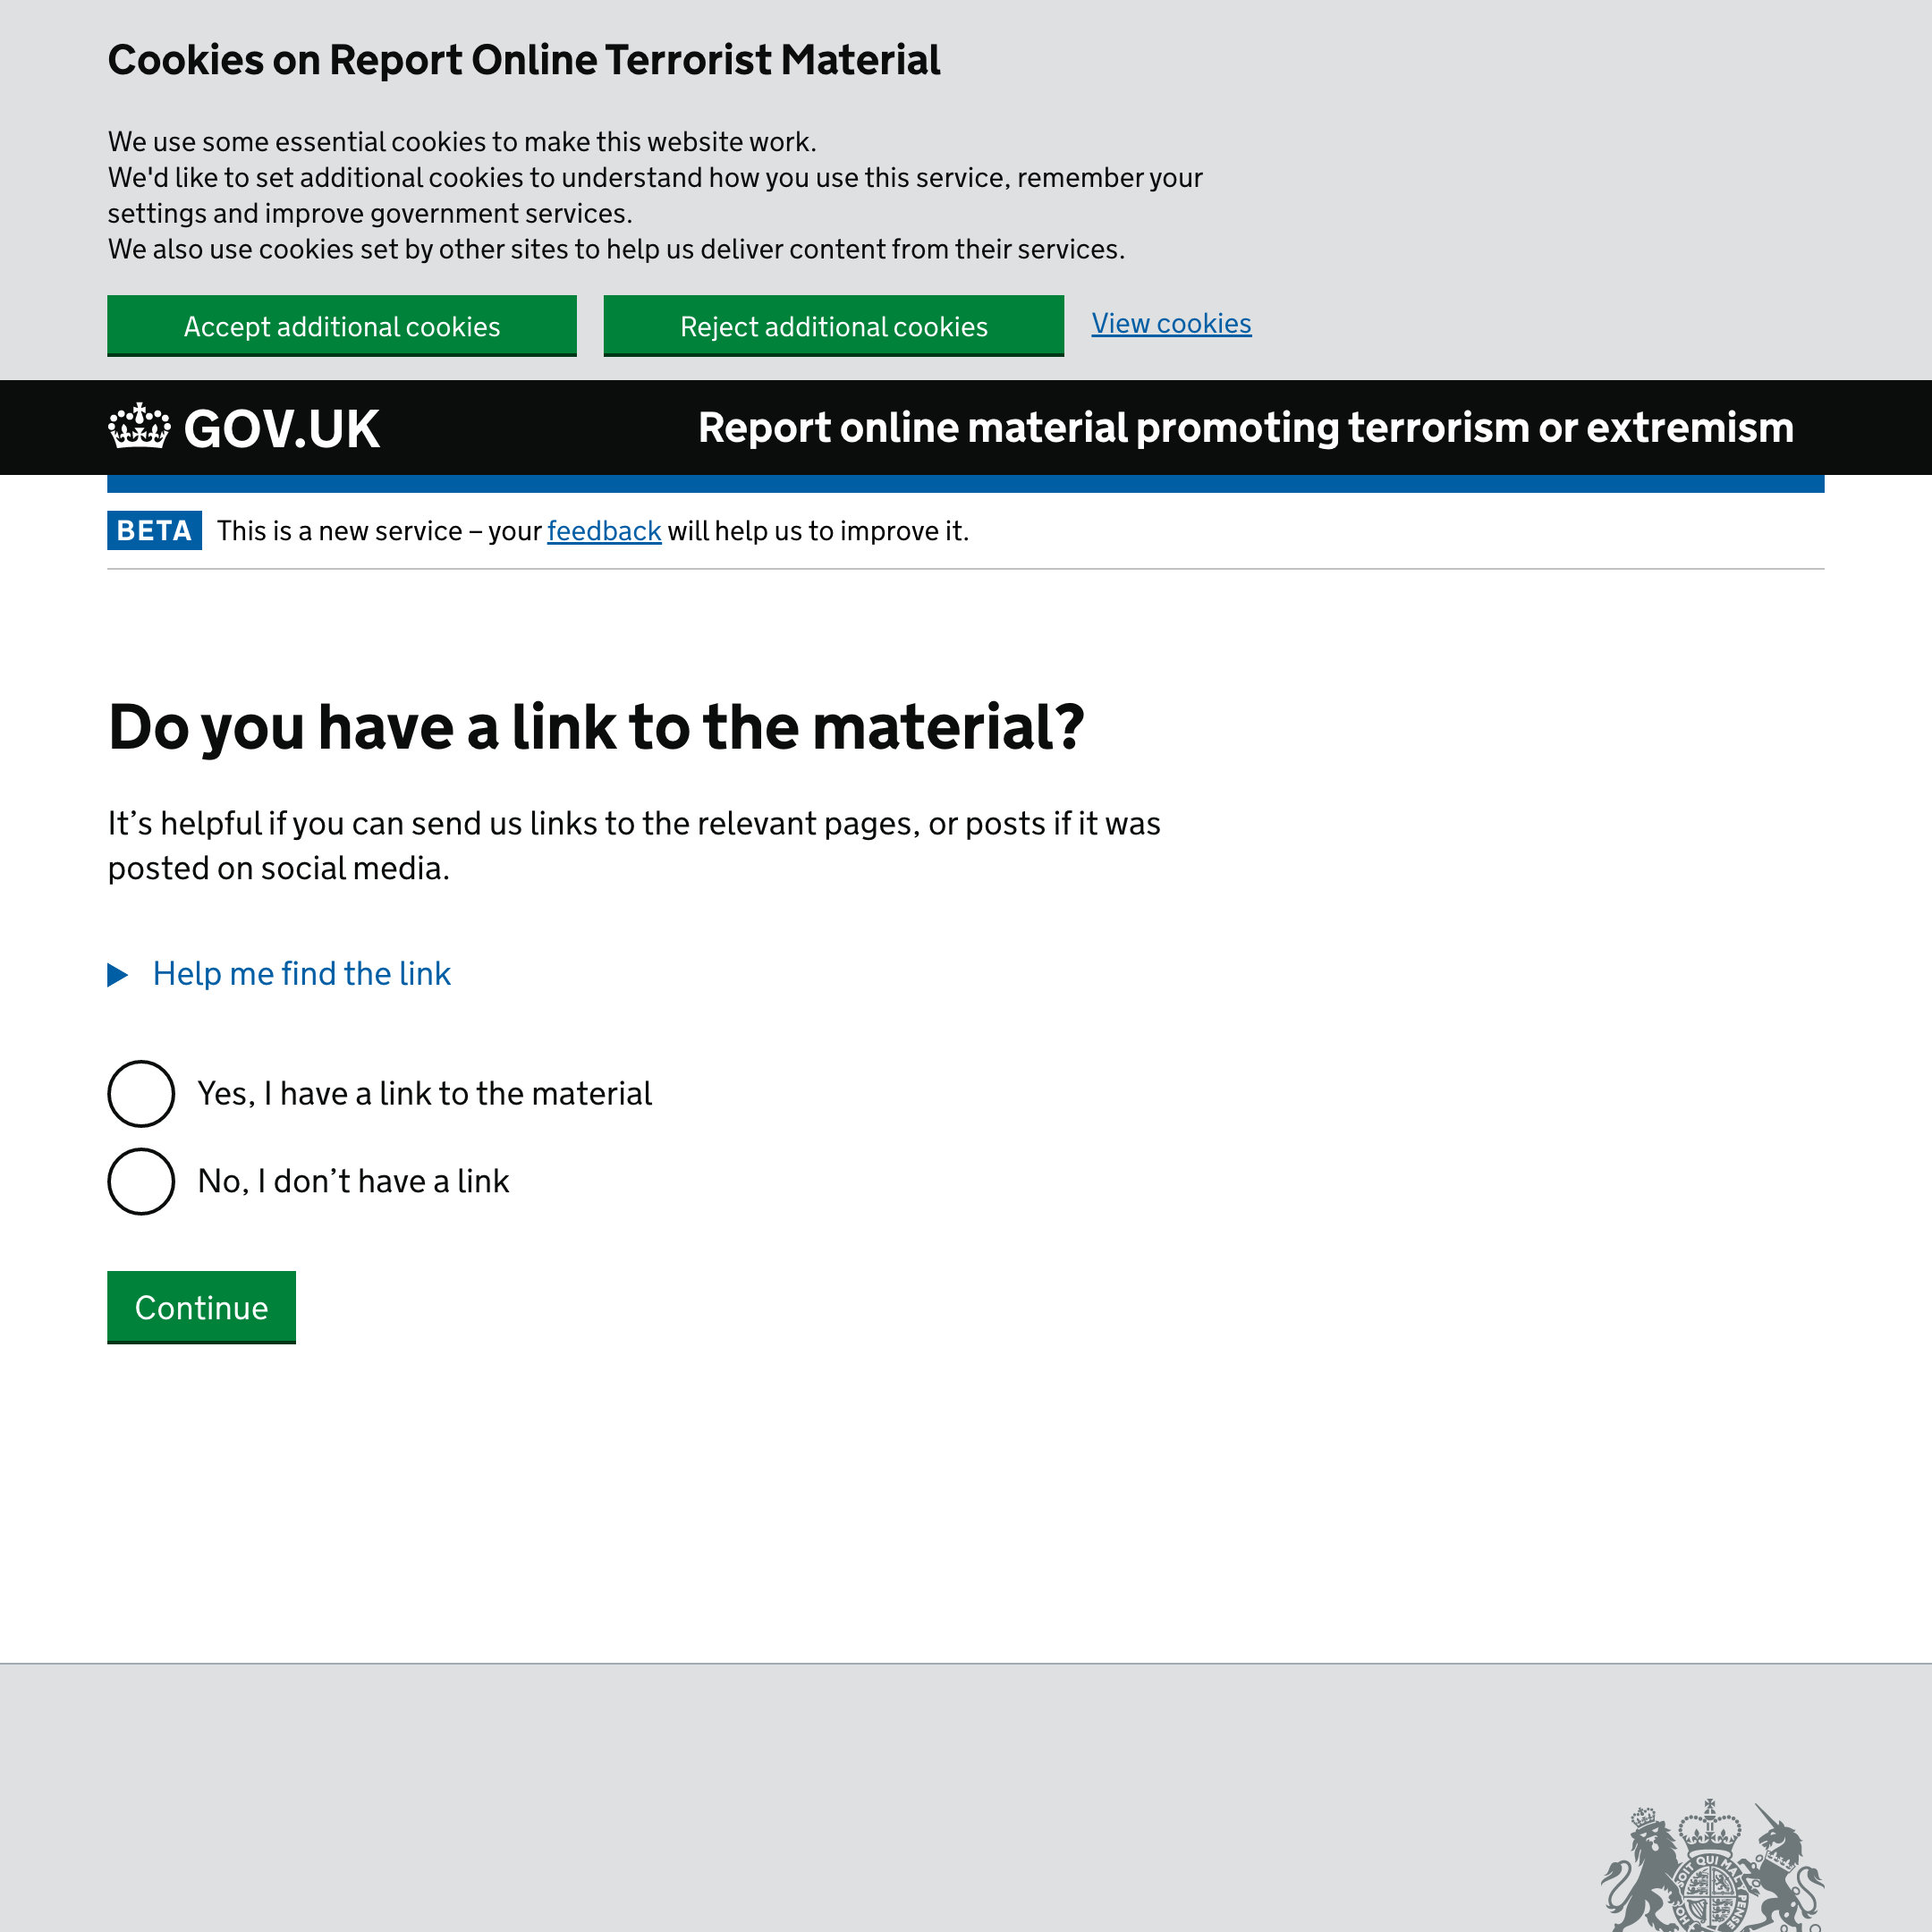 Cookies on Report Online Terrorist Material
We use some essential cookies to make this website work.
We'd like to set additional cookies to understand how you use this service, remember your
settings and improve government services.
We also use cookies set by other sites to help us deliver content from their services.
Accept additional cookies
Reject additional cookies
View cookies
GOV.UK
Report online material promoting terrorism or extremism
BETA
This is a new service – your feedback will help us to improve it.
Do you have a link to the material?
It’s helpful if you can send us links to the relevant pages, or posts if it was
posted on social media.
Help me find the link
Yes, I have a link to the material
No, I don’t have a link
Continue